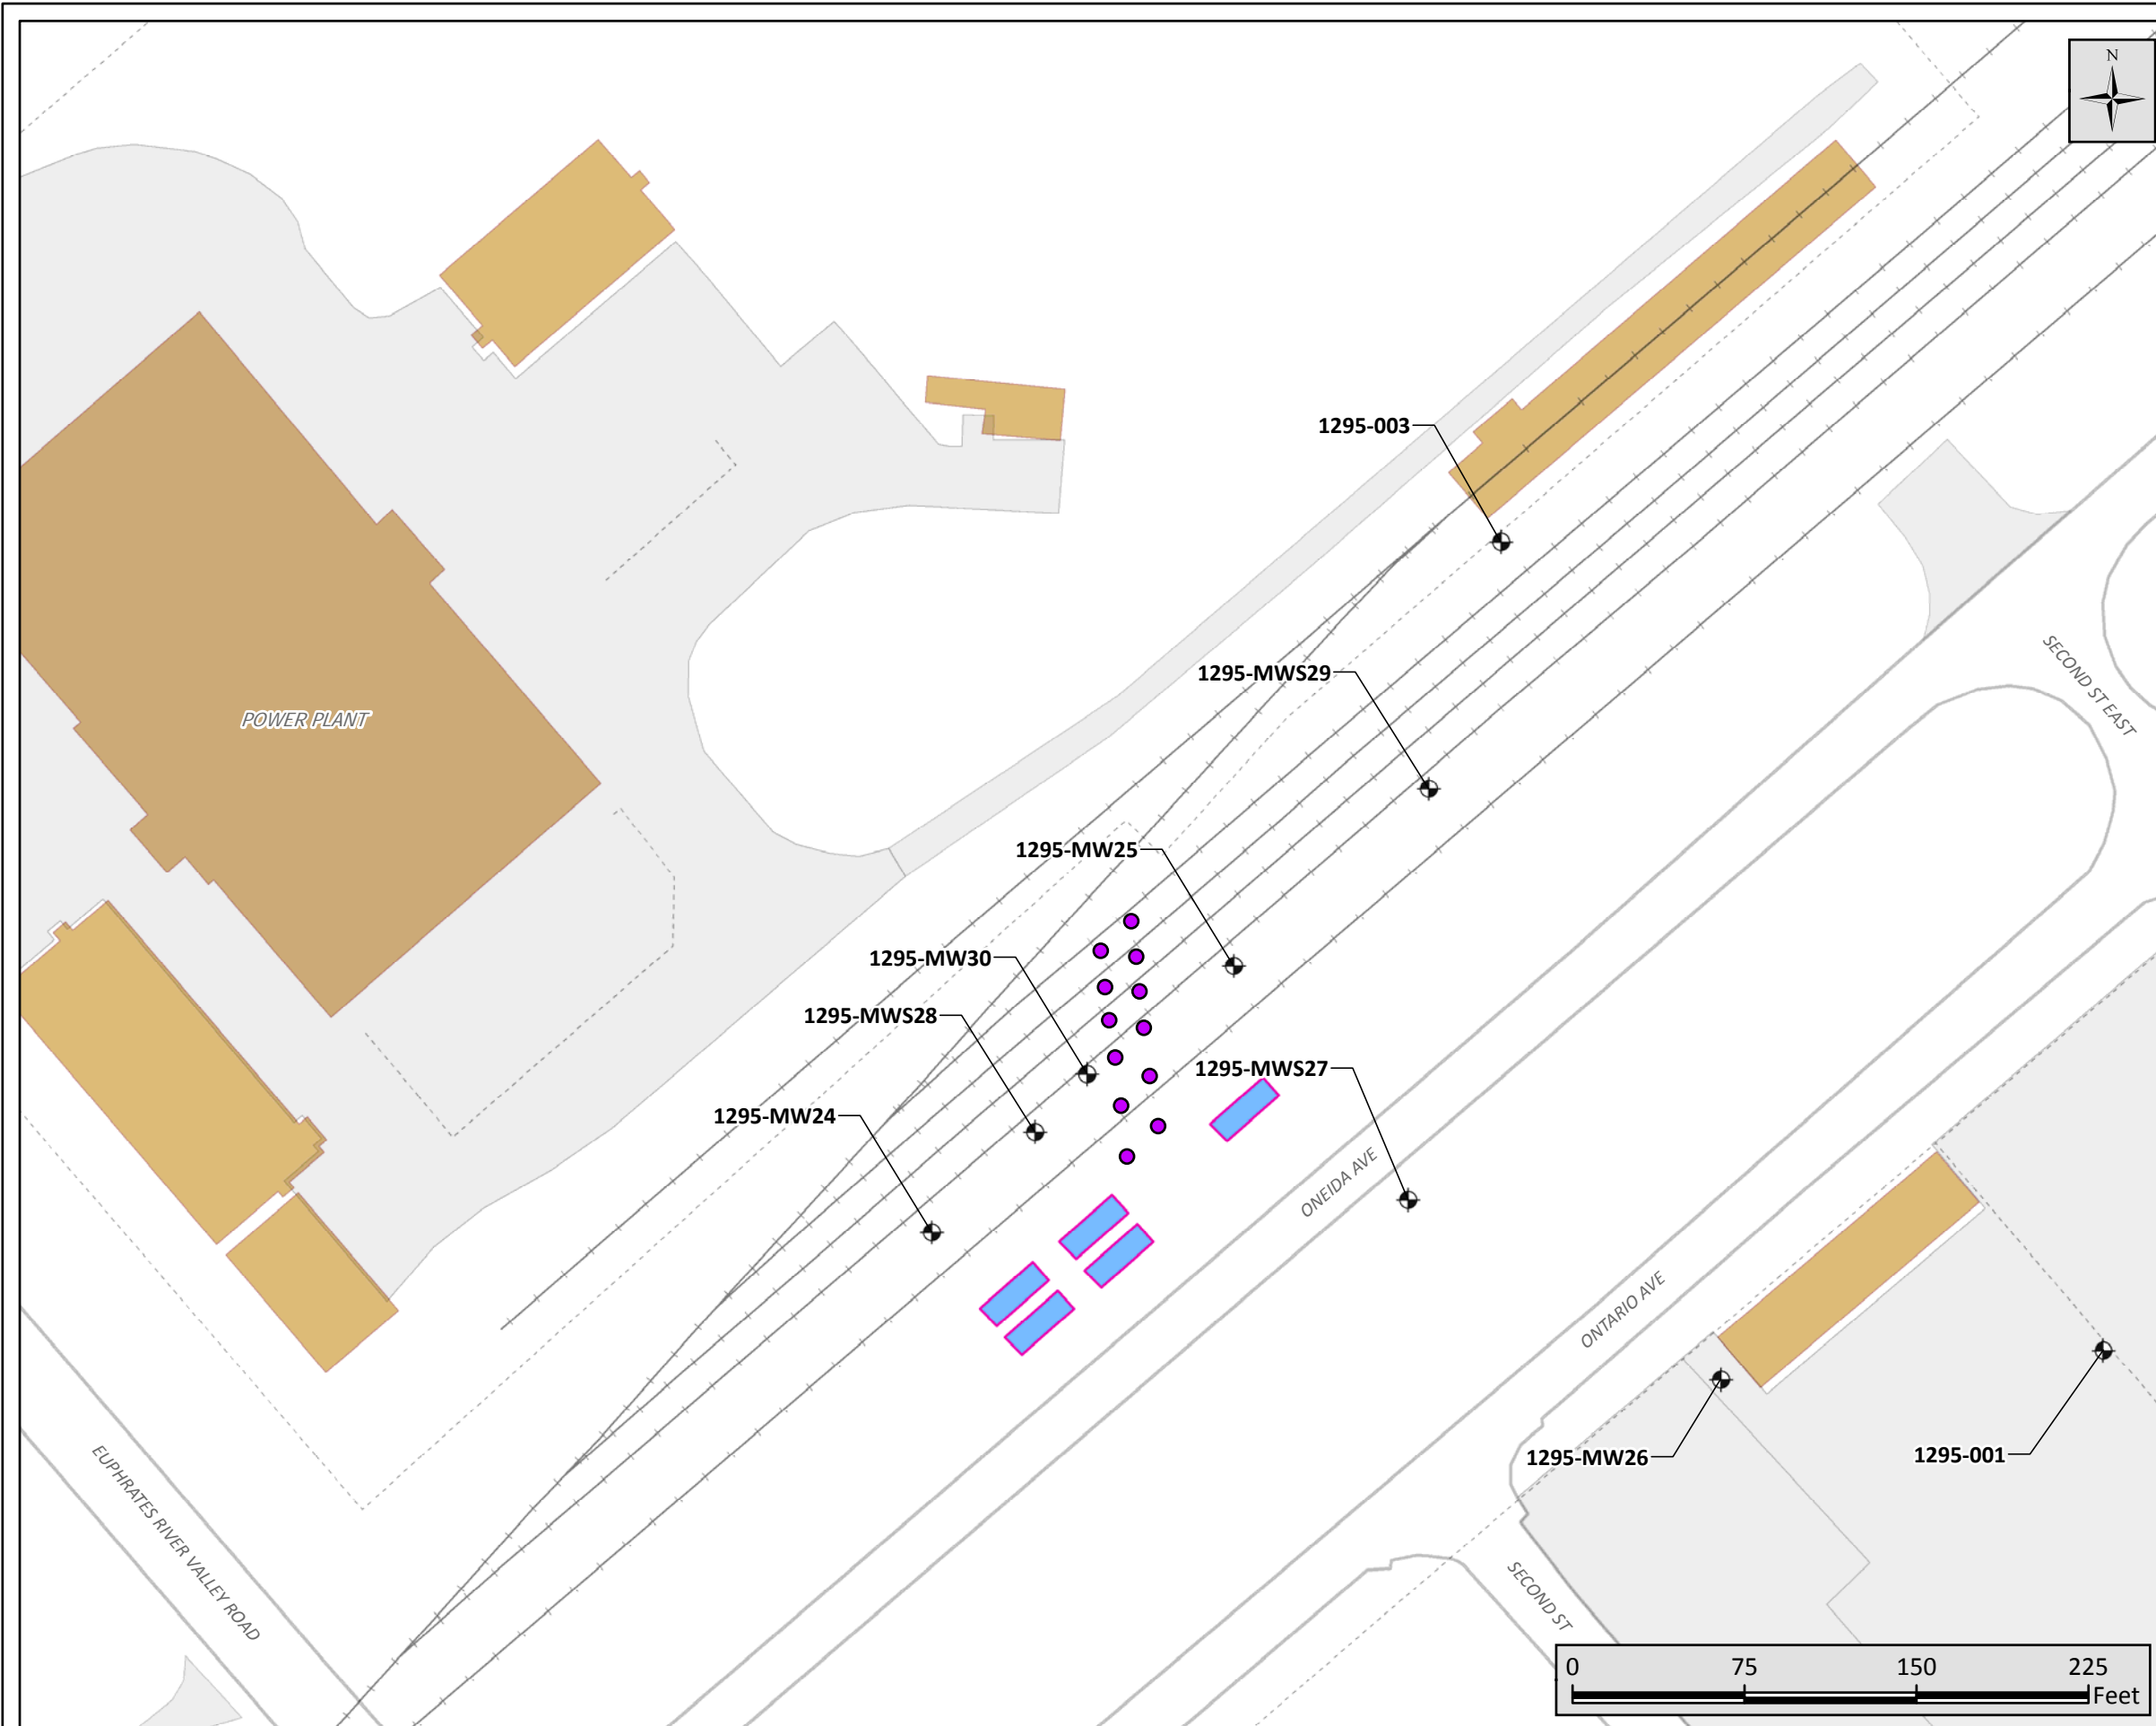 N
1295-003
SECOND ST EAST
1295-MWS29
POWER PLANT
1295-MW25
1295-MW30
1295-MWS28
1295-MWS27
1295-MW24
ONEIDA AVE
ONTARIO AVE
1295-MW26
1295-001
EUPHRATES RIVER VALLEY ROAD
SECOND ST
0 75 150 225
Feet